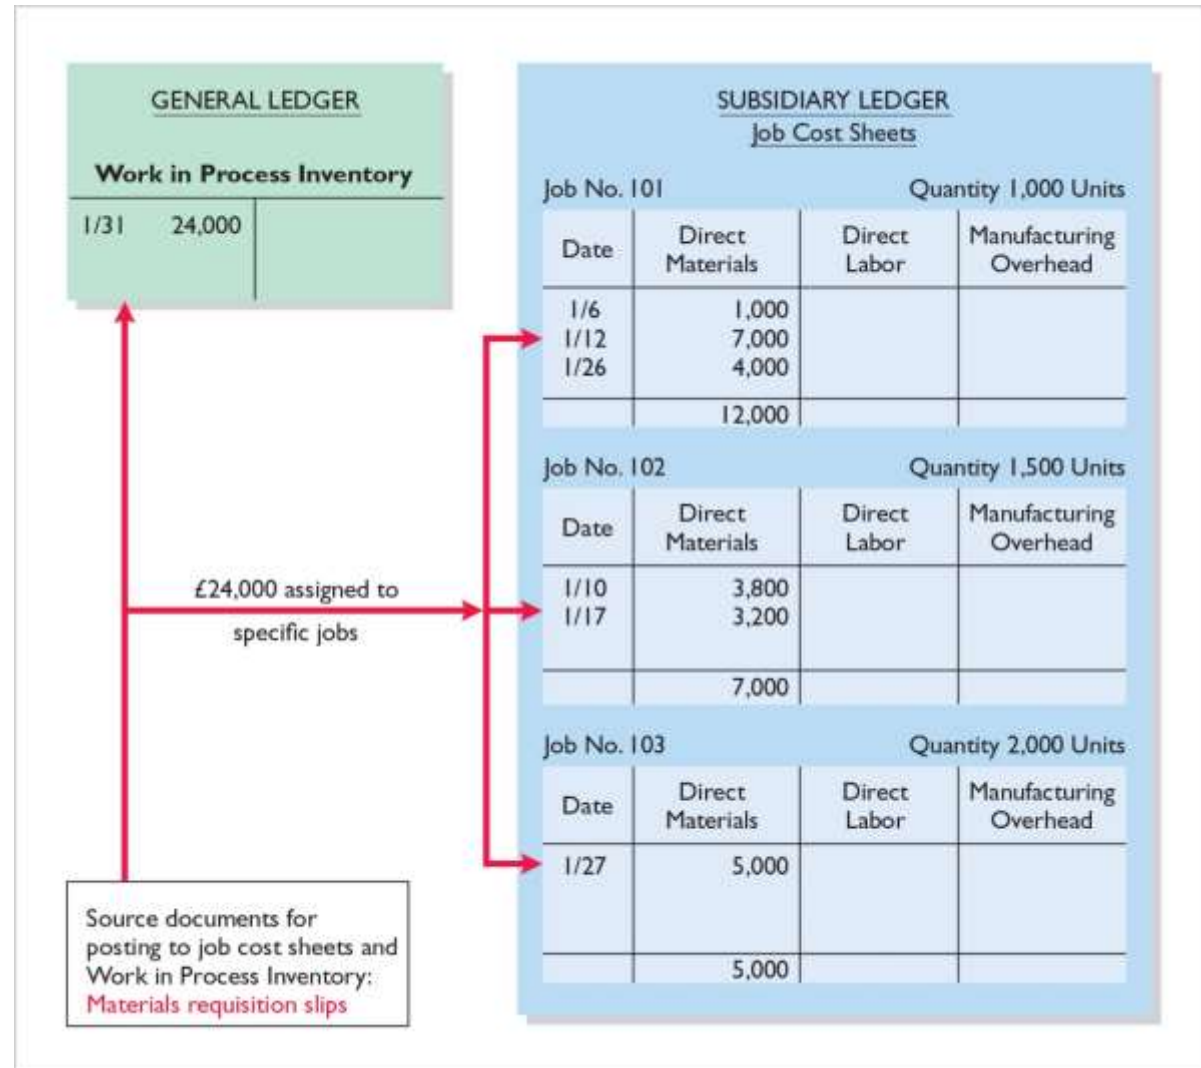 GENERAL LEDGER
Work in Process Inventory
1/31 24,000
SUBSIDIARY LEDGER
Job Cost Sheets
Job No. 101 Quantity 1,000 Units
Date Direct Materials Direct Labor Manufacturing Overhead
1/6 1,000
1/12 7,000
1/26 4,000
12,000
Job No. 102 Quantity 1,500 Units
Date Direct Materials Direct Labor Manufacturing Overhead
1/10 3,800
1/17 3,200
7,000
Job No. 103 Quantity 2,000 Units
Date Direct Materials Direct Labor Manufacturing Overhead
1/27 5,000
5,000
£24,000 assigned to
specific jobs
Source documents for
posting to job cost sheets and
Work in Process Inventory:
Materials requisition slips